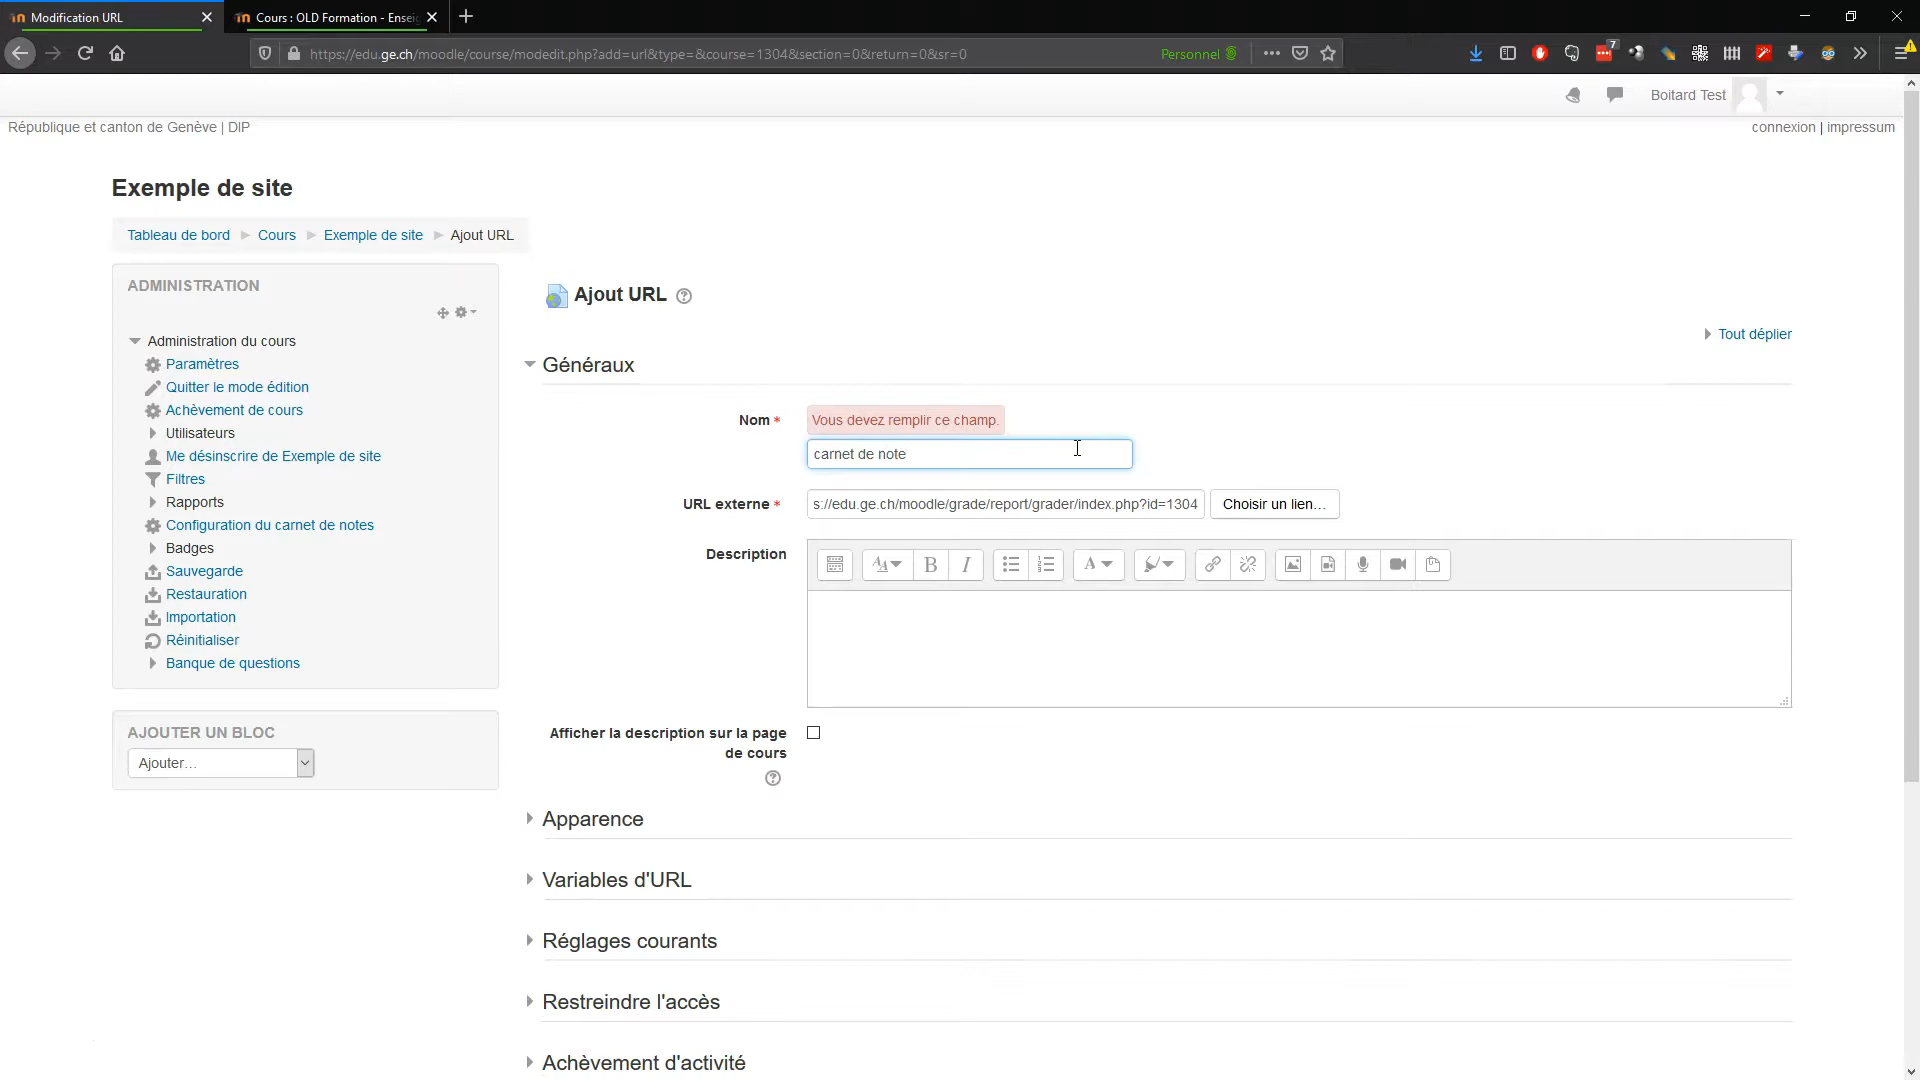 Modification URL
Cours : OLD Formation - Ensei
https://edu.ge.ch/moodle/course/modedit.php?add=url&type=&course=1304&section=0&return=0&sr=0
Personnel
7
Boitard Test
République et canton de Genève | DIP
connexion | impressum
Exemple de site
Tableau de bord
Cours
Exemple de site
Ajout URL
ADMINISTRATION
Administration du cours
Paramètres
Quitter le mode édition
Achèvement de cours
Utilisateurs
Me désinscrire de Exemple de site
Filtres
Rapports
Configuration du carnet de notes
Badges
Sauvegarde
Restauration
Importation
Réinitialiser
Banque de questions
AJOUTER UN BLOC
Ajouter...
Ajout URL
Tout déplier
Généraux
Nom *
Vous devez remplir ce champ.
carnet de note
URL externe *
s://edu.ge.ch/moodle/grade/report/grader/index.php?id=1304
Choisir un lien...
Description
Afficher la description sur la page
de cours
Apparence
Variables d'URL
Réglages courants
Restreindre l'accès
Achèvement d'activité